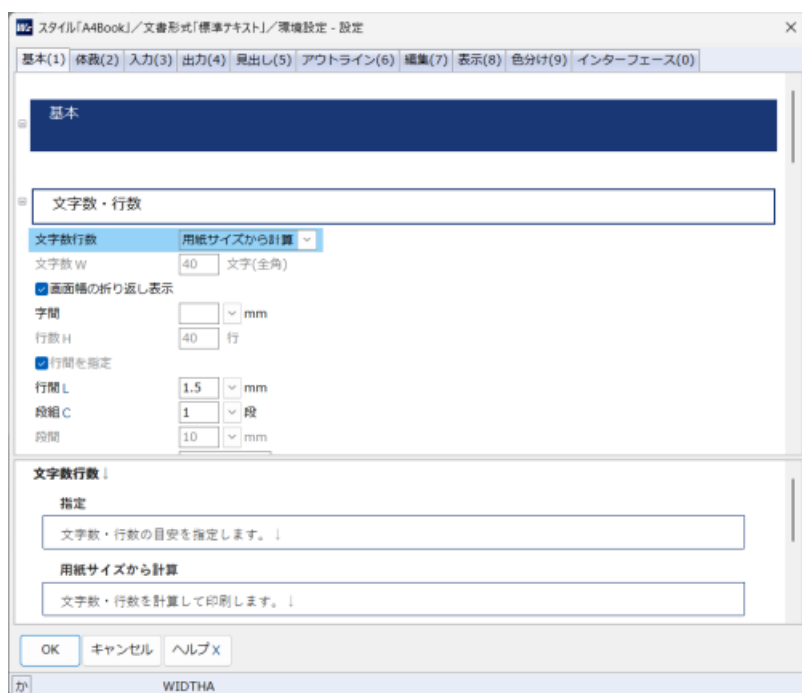 スタイル「A4Book」／文書形式「標準テキスト」／環境設定 - 設定
基本(1) 体裁(2) 入力(3) 出力(4) 見出し(5) アウトライン(6) 編集(7) 表示(8) 色分け(9) インターフェース(0)
基本
文字数・行数
文字数行数 用紙サイズから計算
文字数 W 40 文字(全角)
画面幅の折り返し表示
字間 mm
行数 H 40 行
行間を指定
行間 L 1.5 mm
段組 C 1 段
段間 10 mm
文字数行数↓
指定
文字数・行数の目安を指定します。↓
用紙サイズから計算
文字数・行数を計算して印刷します。↓
OK キャンセル ヘルプ X
か WIDTHA